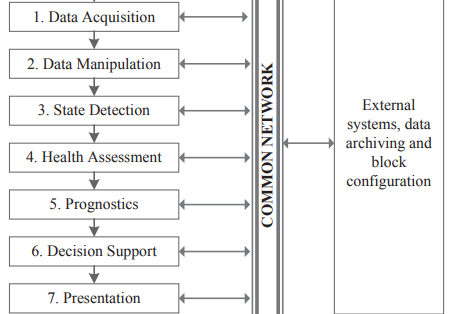 1. Data Acquisition
2. Data Manipulation
3. State Detection
4. Health Assessment
5. Prognostics
6. Decision Support
7. Presentation
COMMON NETWORK
External
systems, data
archiving and
block
configuration